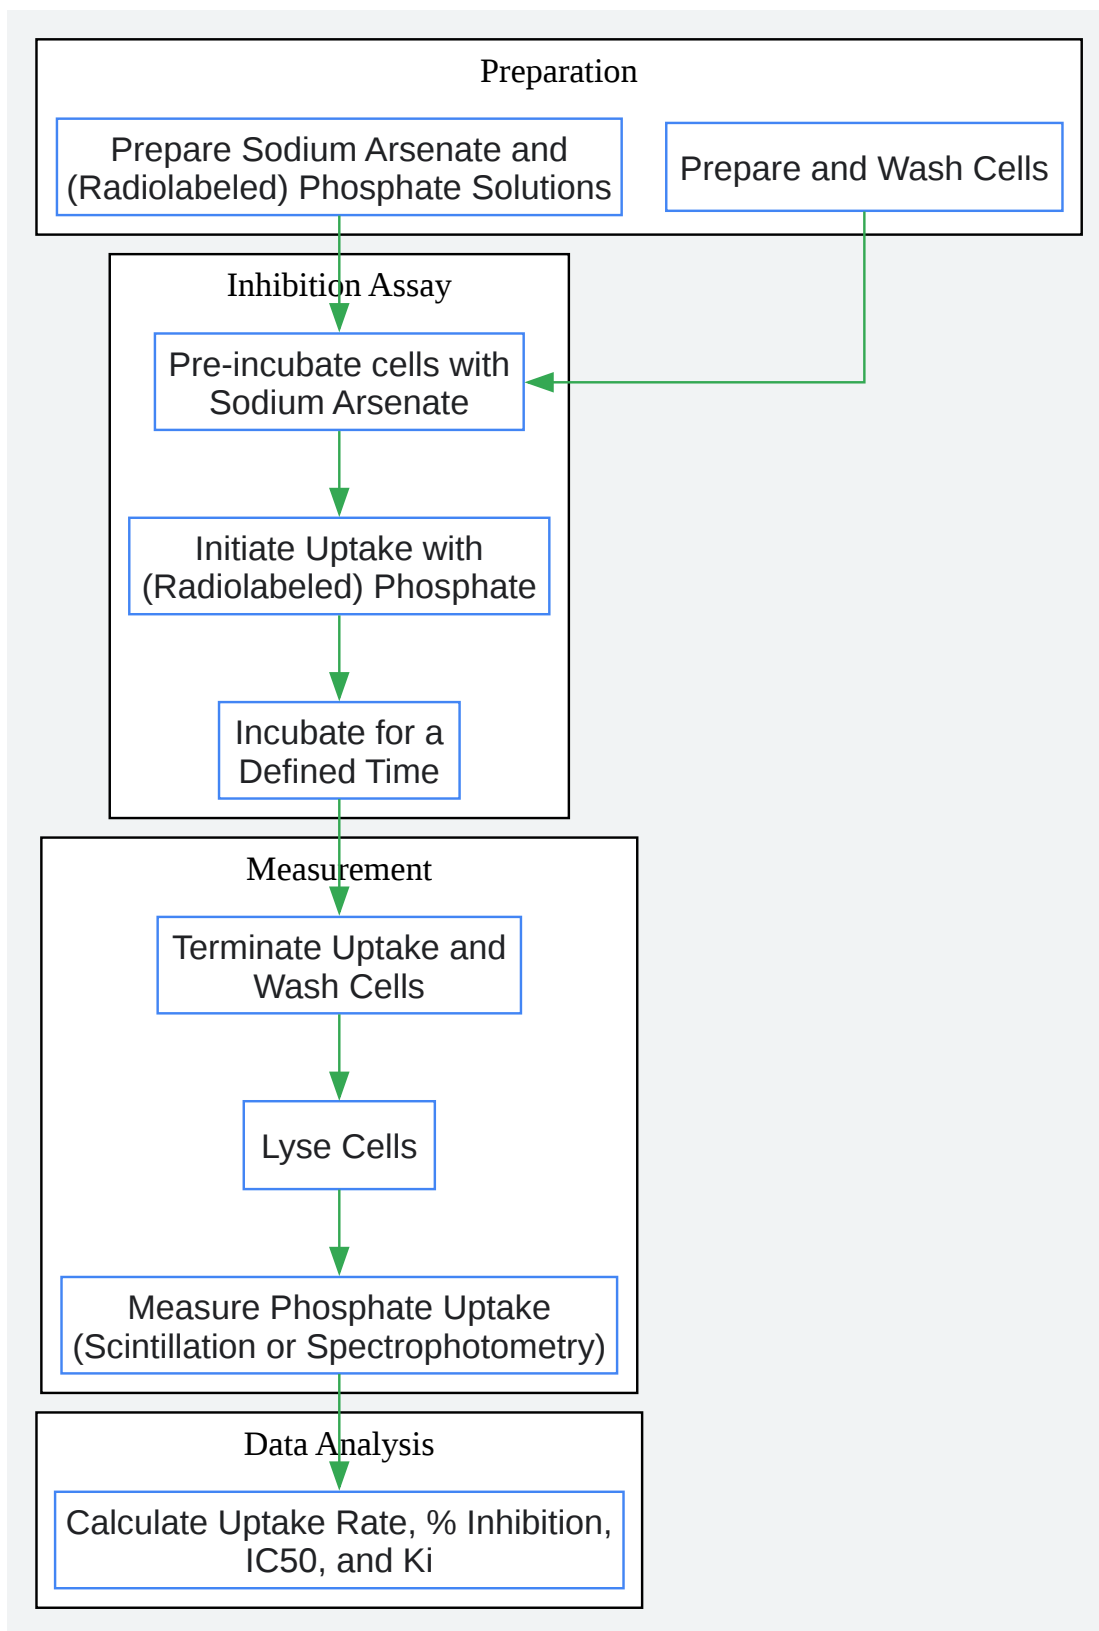 Preparation
Prepare Sodium Arsenate and
(Radiolabeled) Phosphate Solutions
Prepare and Wash Cells
Inhibition Assay
Pre-incubate cells with
Sodium Arsenate
Initiate Uptake with
(Radiolabeled) Phosphate
Incubate for a
Defined Time
Measurement
Terminate Uptake and
Wash Cells
Lyse Cells
Measure Phosphate Uptake
(Scintillation or Spectrophotometry)
Data Analysis
Calculate Uptake Rate, % Inhibition,
IC50, and Ki